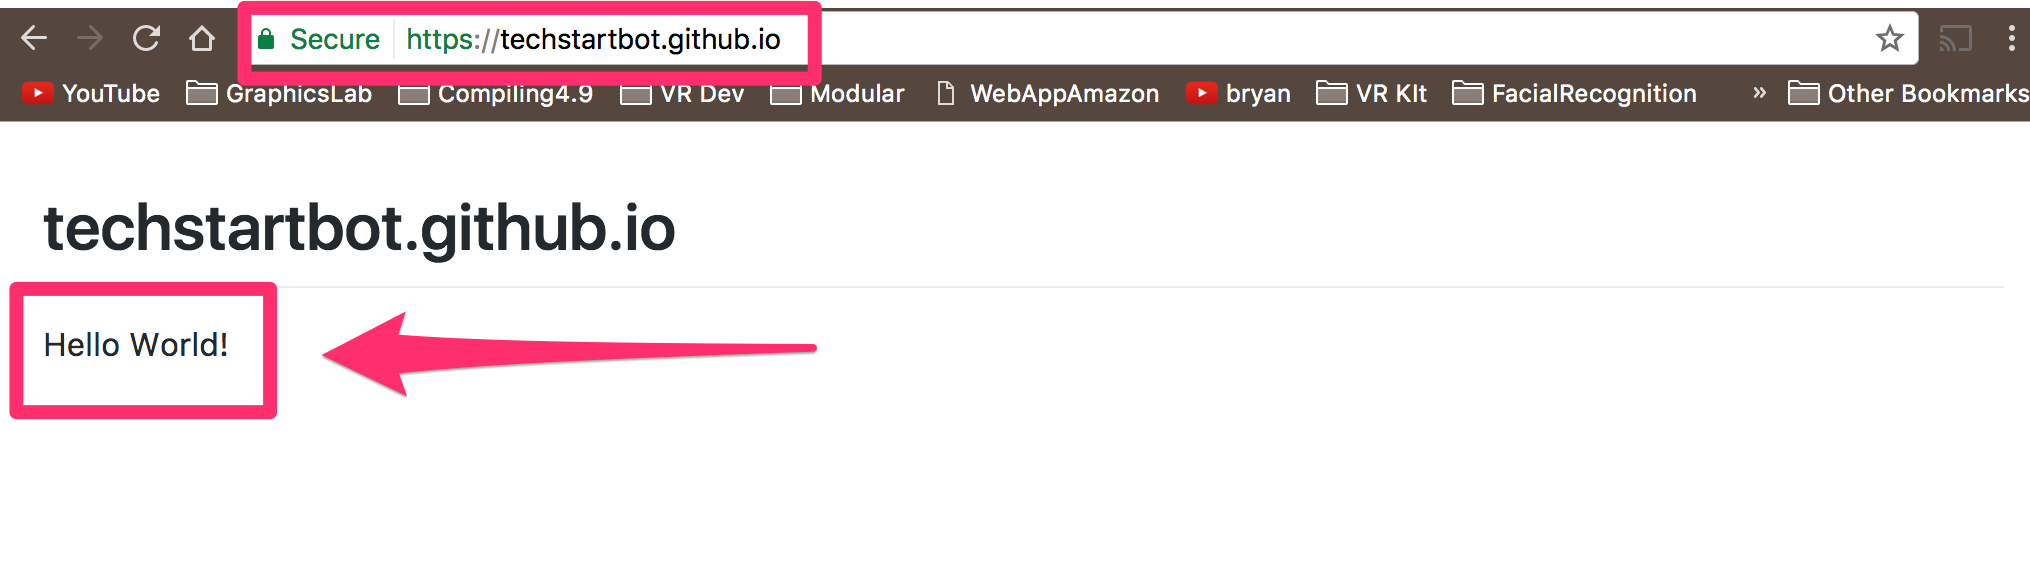 Secure https://techstartbot.github.io
YouTube GraphicsLab Compiling4.9 VR Dev Modular WebAppAmazon bryan VR KIt FacialRecognition » Other Bookmarks
techstartbot.github.io
Hello World!